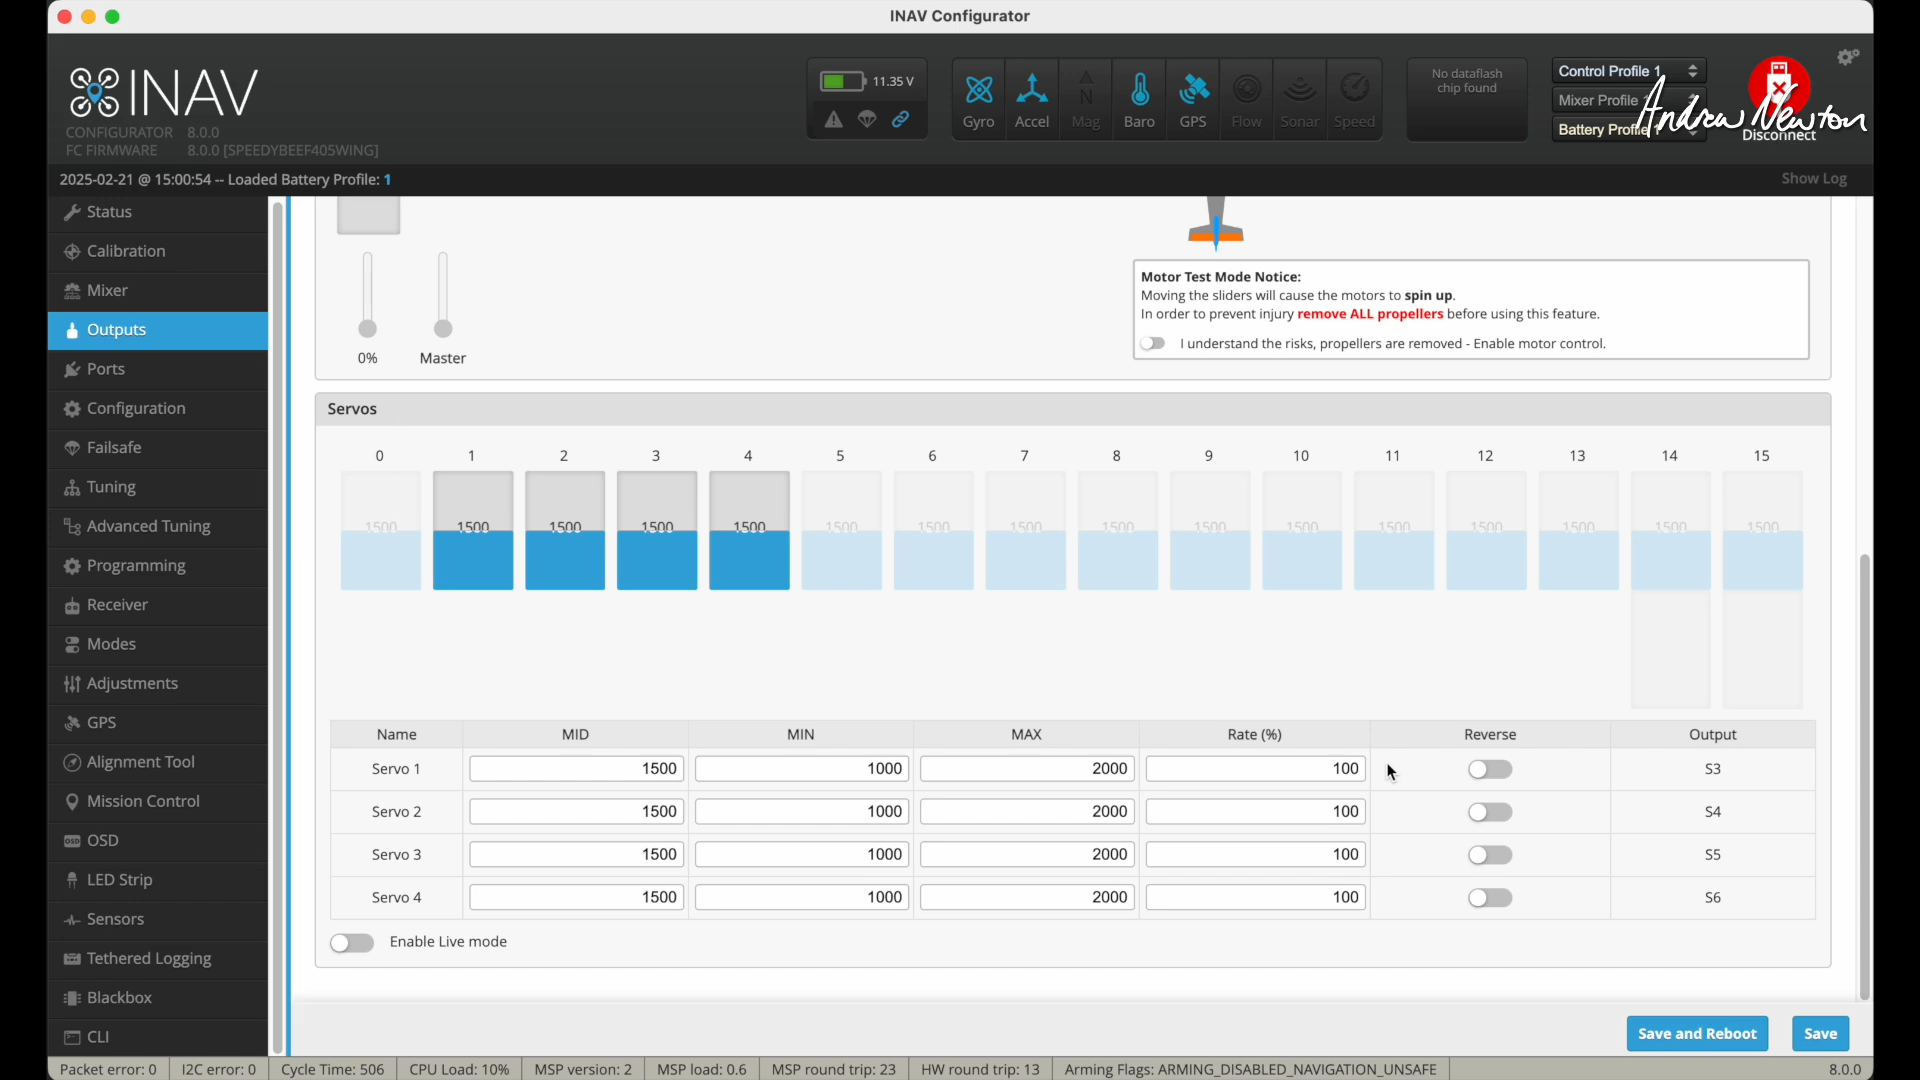 INAV Configurator
INAV
CONFIGURATOR 8.0.0
FC FIRMWARE 8.0.0 [SPEEDYBEEF405WING]
11.35 V
Gyro
Accel
N
Mag
Baro
GPS
Flow
Sonar
Speed
No dataflash
chip found
Control Profile 1
Mixer Profile
Battery Profile 1
Andrew Newton
Disconnect
2025-02-21 @ 15:00:54 -- Loaded Battery Profile: 1
Show Log
Status
Calibration
Mixer
Outputs
Ports
Configuration
Failsafe
Tuning
Advanced Tuning
Programming
Receiver
Modes
Adjustments
GPS
Alignment Tool
Mission Control
OSD
LED Strip
Sensors
Tethered Logging
Blackbox
CLI
0% Master
Motor Test Mode Notice:
Moving the sliders will cause the motors to spin up.
In order to prevent injury remove ALL propellers before using this feature.
I understand the risks, propellers are removed - Enable motor control.
Servos
0 1 2 3 4 5 6 7 8 9 10 11 12 13 14 15
1500 1500 1500 1500 1500 1500 1500 1500 1500 1500 1500 1500 1500 1500 1500 1500
Name MID MIN MAX Rate (%) Reverse Output
Servo 1 1500 1000 2000 100 S3
Servo 2 1500 1000 2000 100 S4
Servo 3 1500 1000 2000 100 S5
Servo 4 1500 1000 2000 100 S6
Enable Live mode
Save and Reboot
Save
Packet error: 0 I2C error: 0 Cycle Time: 506 CPU Load: 10% MSP version: 2 MSP load: 0.6 MSP round trip: 23 HW round trip: 13 Arming Flags: ARMING_DISABLED_NAVIGATION_UNSAFE 8.0.0